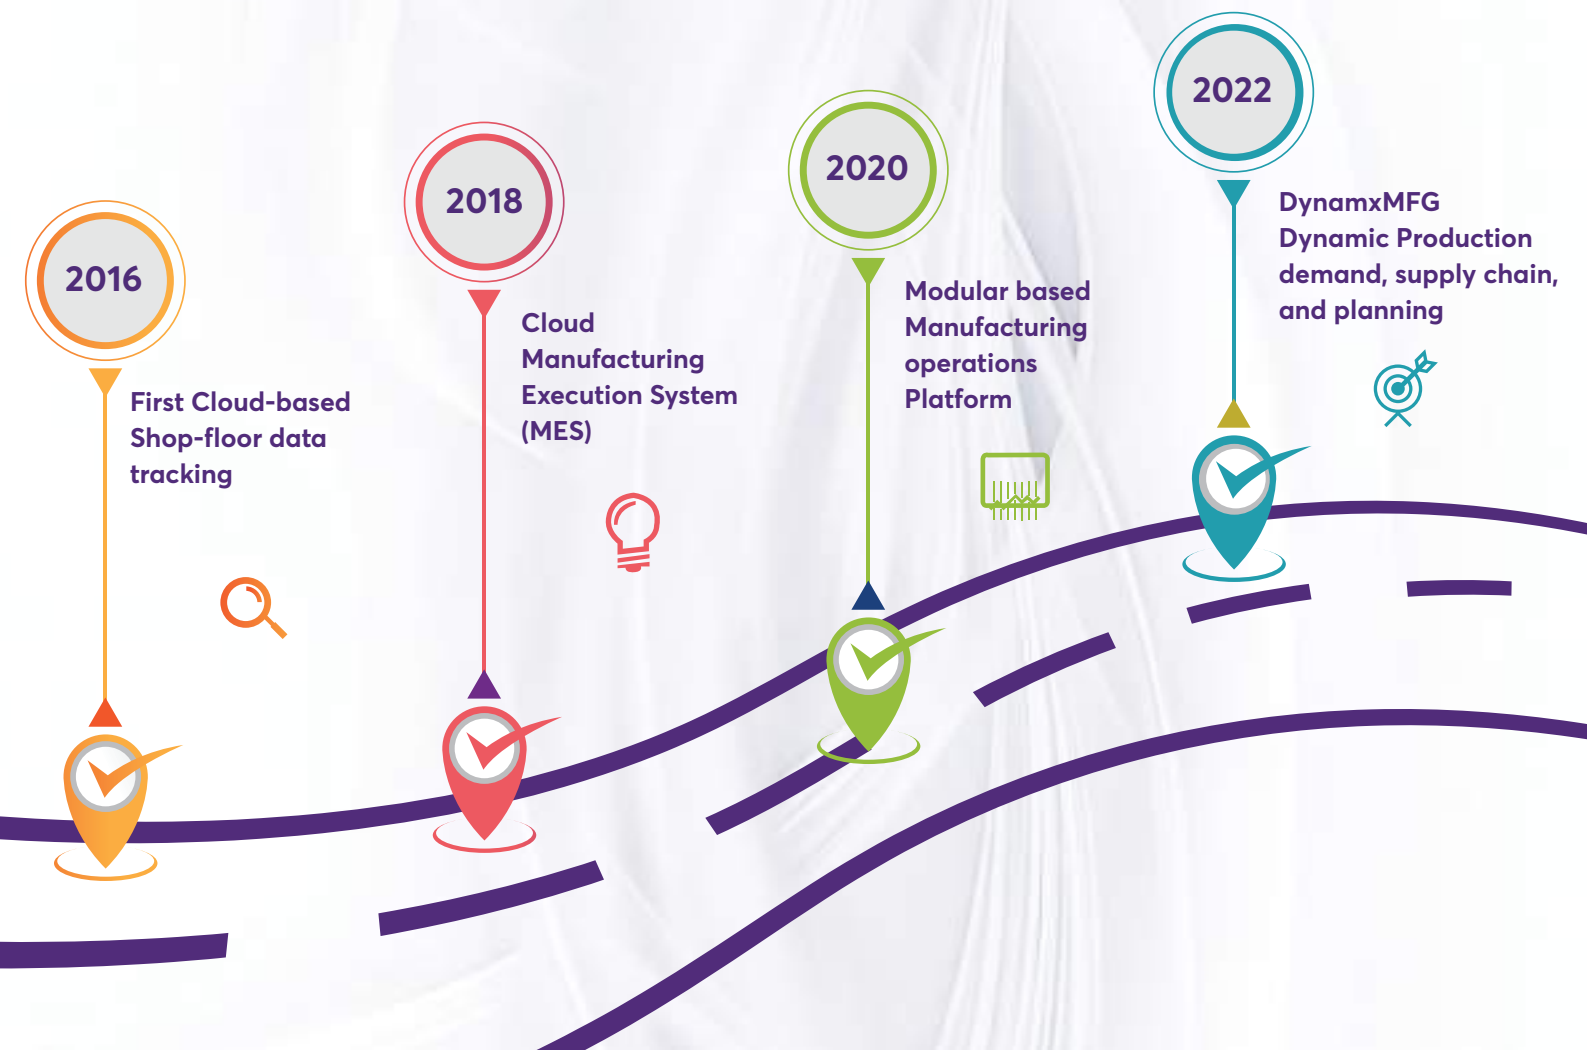 2016
First Cloud-based
Shop-floor data
tracking
2018
Cloud
Manufacturing
Execution System
(MES)
2020
Modular based
Manufacturing
operations
Platform
2022
DynamxMFG
Dynamic Production
demand, supply chain,
and planning